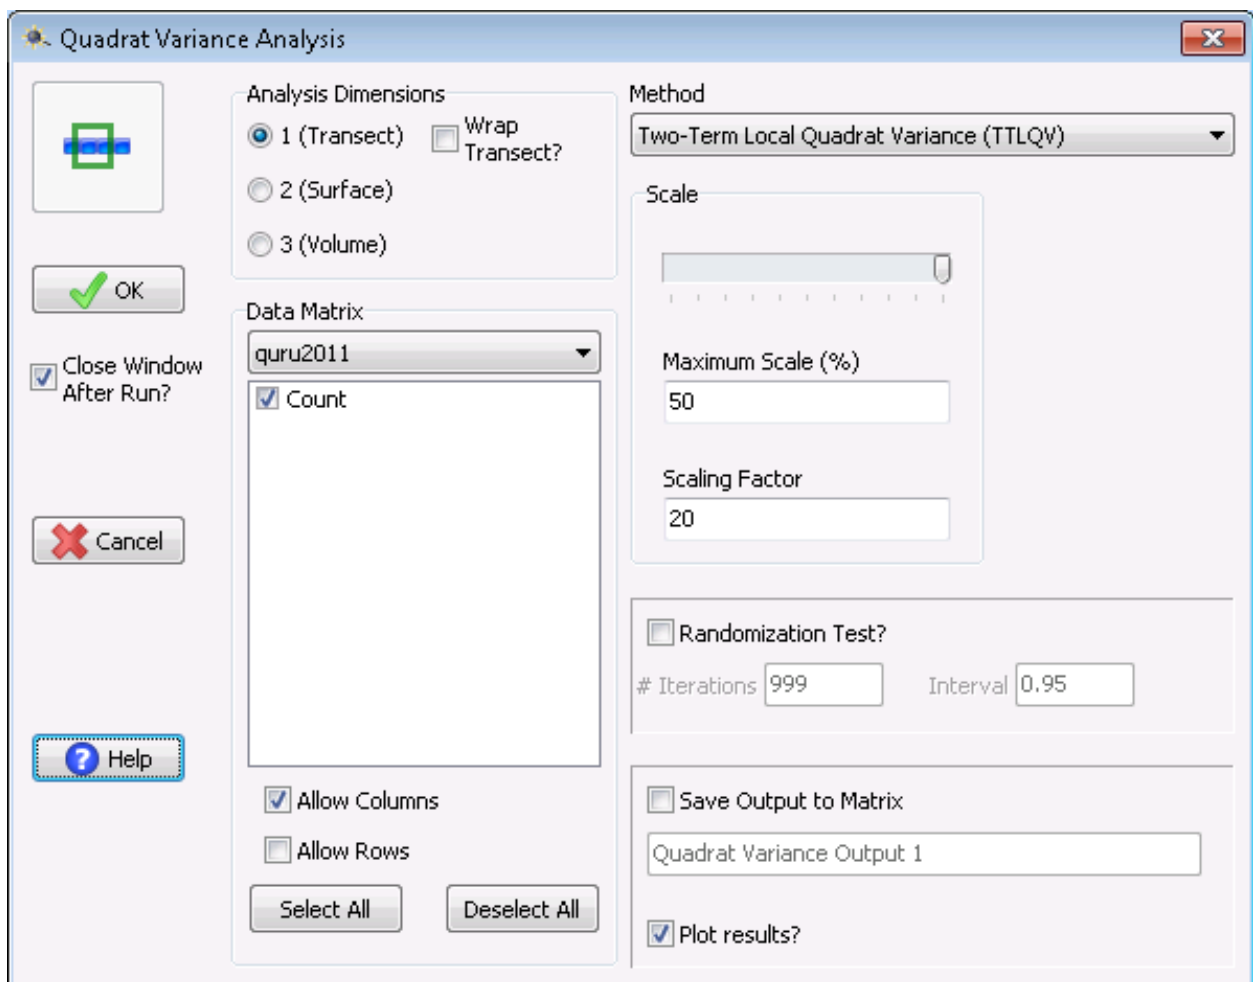 Quadrat Variance Analysis
OK
Close Window
After Run?
Cancel
Help
Analysis Dimensions
1 (Transect)
Wrap
Transect?
2 (Surface)
3 (Volume)
Data Matrix
quru2011
Count
Allow Columns
Allow Rows
Select All
Deselect All
Method
Two-Term Local Quadrat Variance (TTLQV)
Scale
Maximum Scale (%)
50
Scaling Factor
20
Randomization Test?
# Iterations 999 Interval 0.95
Save Output to Matrix
Quadrat Variance Output 1
Plot results?